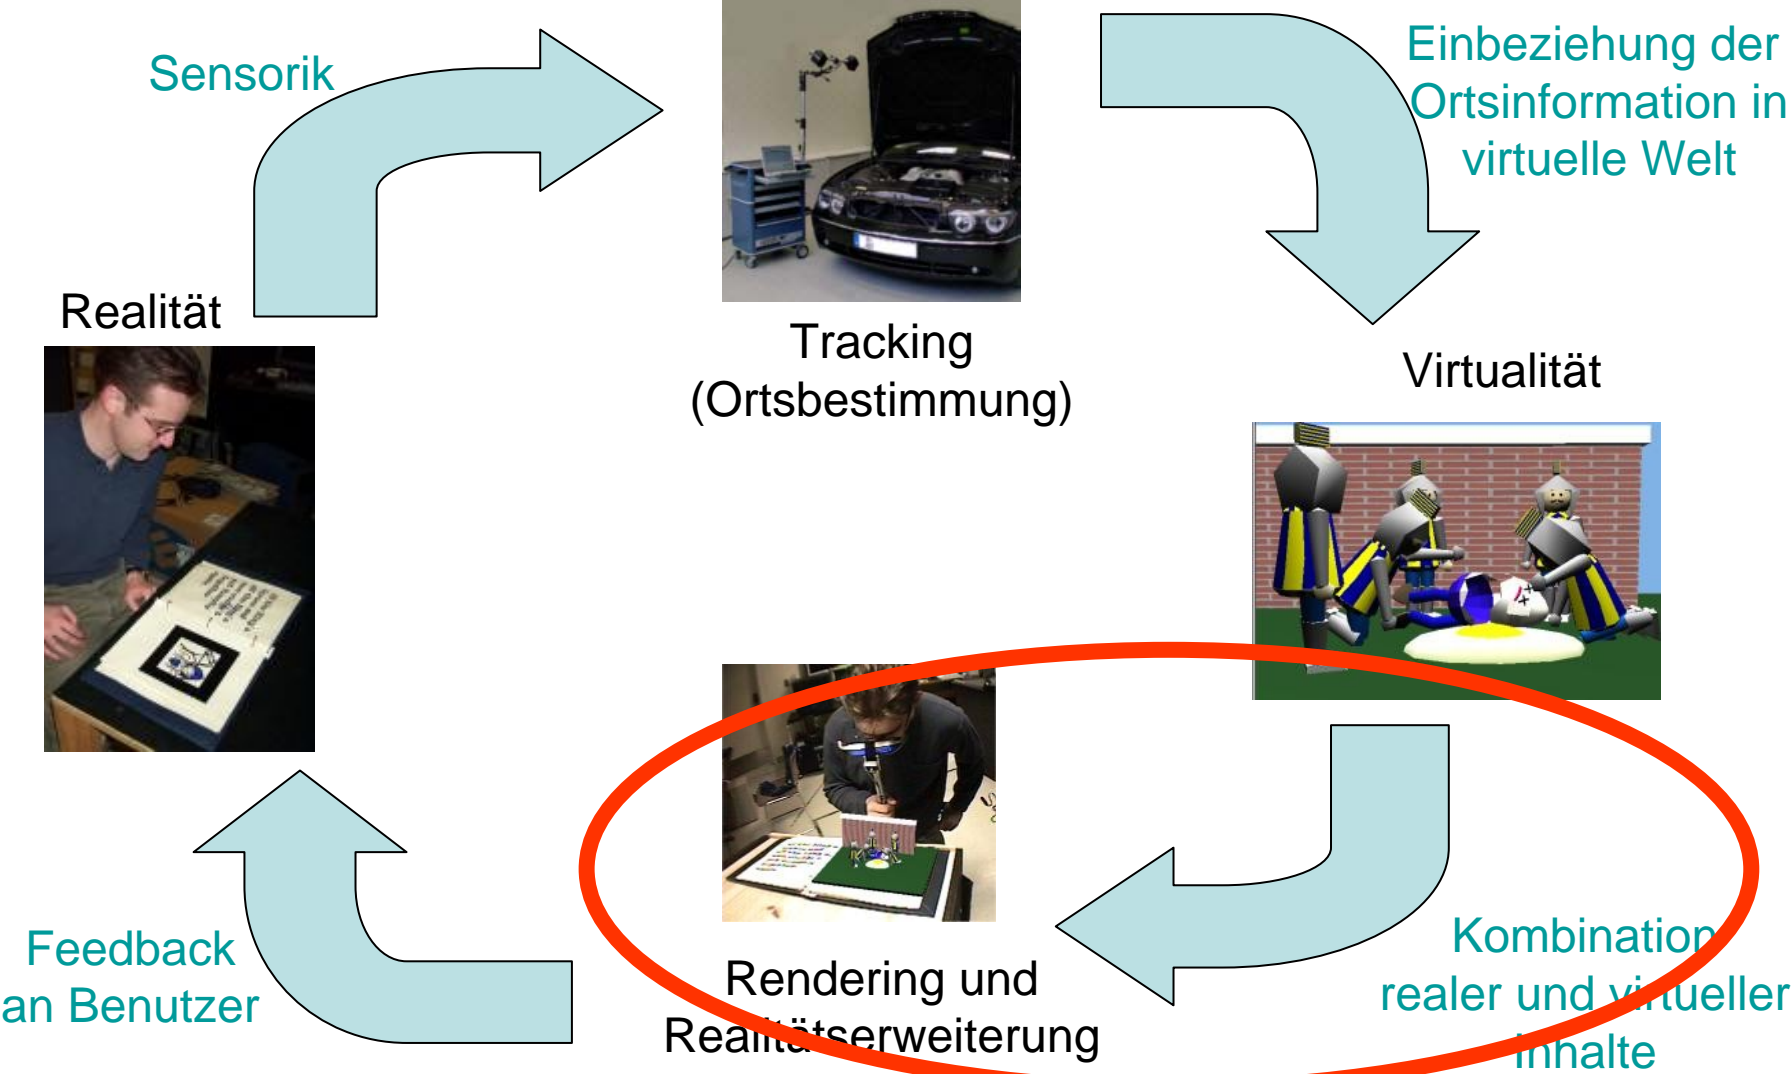 Sensorik
Einbeziehung der
Ortsinformation in
virtuelle Welt
Realität
Tracking
(Ortsbestimmung)
Virtualität
Feedback
an Benutzer
Rendering und
Realitätserweiterung
Kombination
realer und virtueller
Inhalte